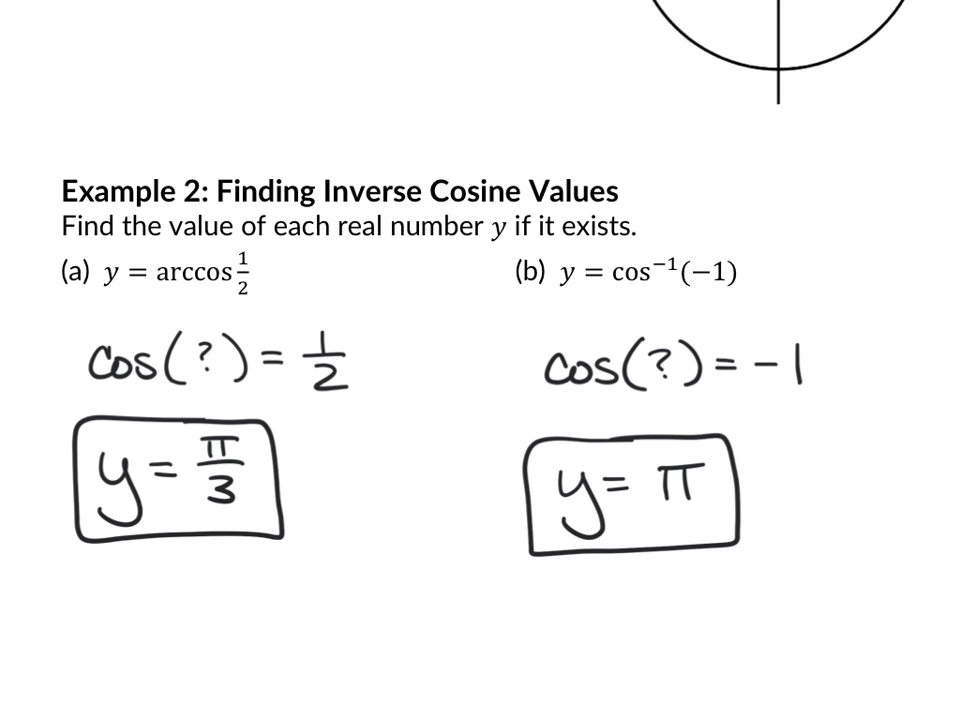 Example 2: Finding Inverse Cosine Values
Find the value of each real number y if it exists.
(a) y = arccos 1/2
(b) y = cos⁻¹(−1)
cos(?) = 1/2
cos(?) = -1
y = π/3
y = π